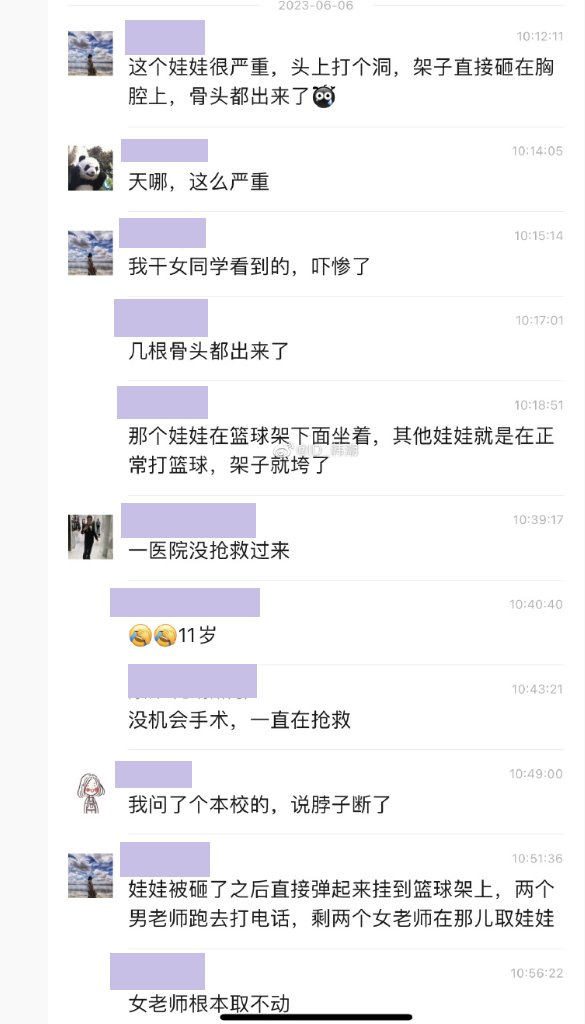 2023-06-06
10:12:11
这个娃娃很严重，头上打个洞，架子直接砸在胸
腔上，骨头都出来了
10:14:05
天哪，这么严重
10:15:14
我干女同学看到的，吓惨了
10:17:01
几根骨头都出来了
10:18:51
那个娃娃在篮球架下面坐着，其他娃娃就是在正
常打篮球，架子就垮了
10:39:17
一医院没抢救过来
10:40:40
11岁
10:43:21
没机会手术，一直在抢救
10:49:00
我问了个本校的，说脖子断了
10:51:36
娃娃被砸了之后直接弹起来挂到篮球架上，两个
男老师跑去打电话，剩两个女老师在那儿取娃娃
10:56:22
女老师根本取不动